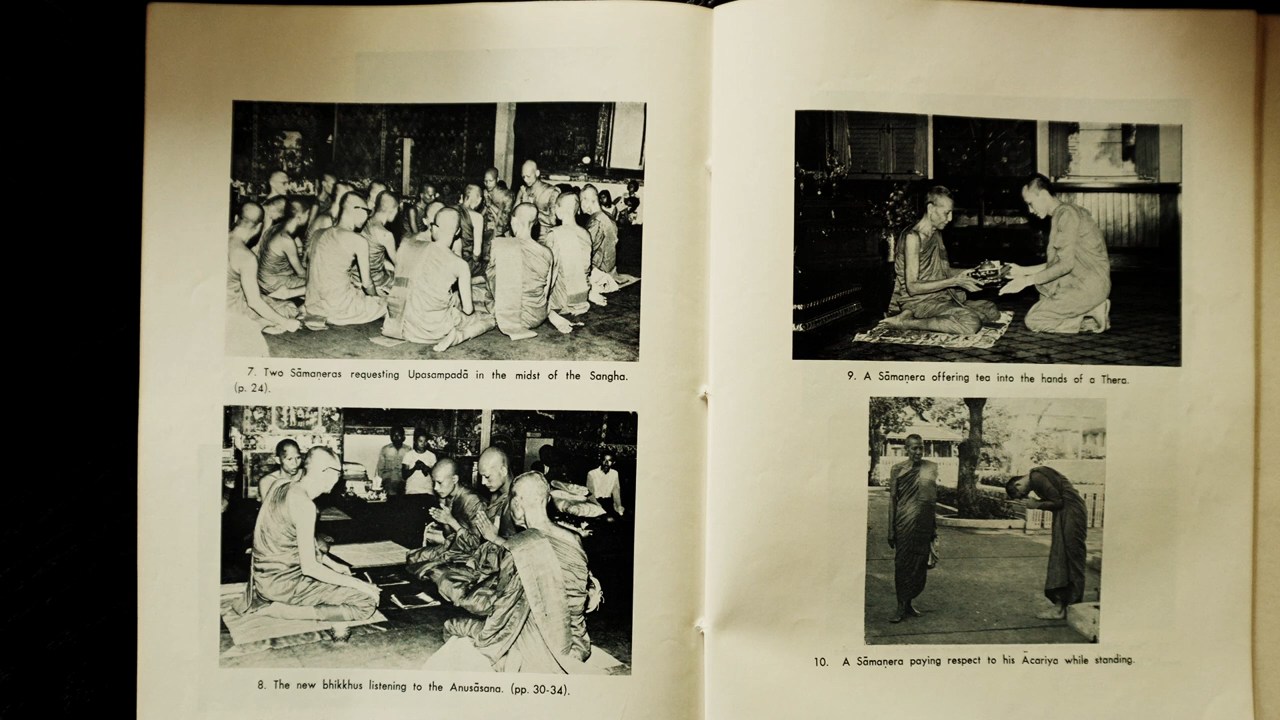 7. Two Sāmaṇeras requesting Upasampadā in the midst of the Sangha.
(p. 24).
8. The new bhikkhus listening to the Anusāsana. (pp. 30-34).
9. A Sāmaṇera offering tea into the hands of a Thera.
10. A Sāmaṇera paying respect to his Ācariya while standing.